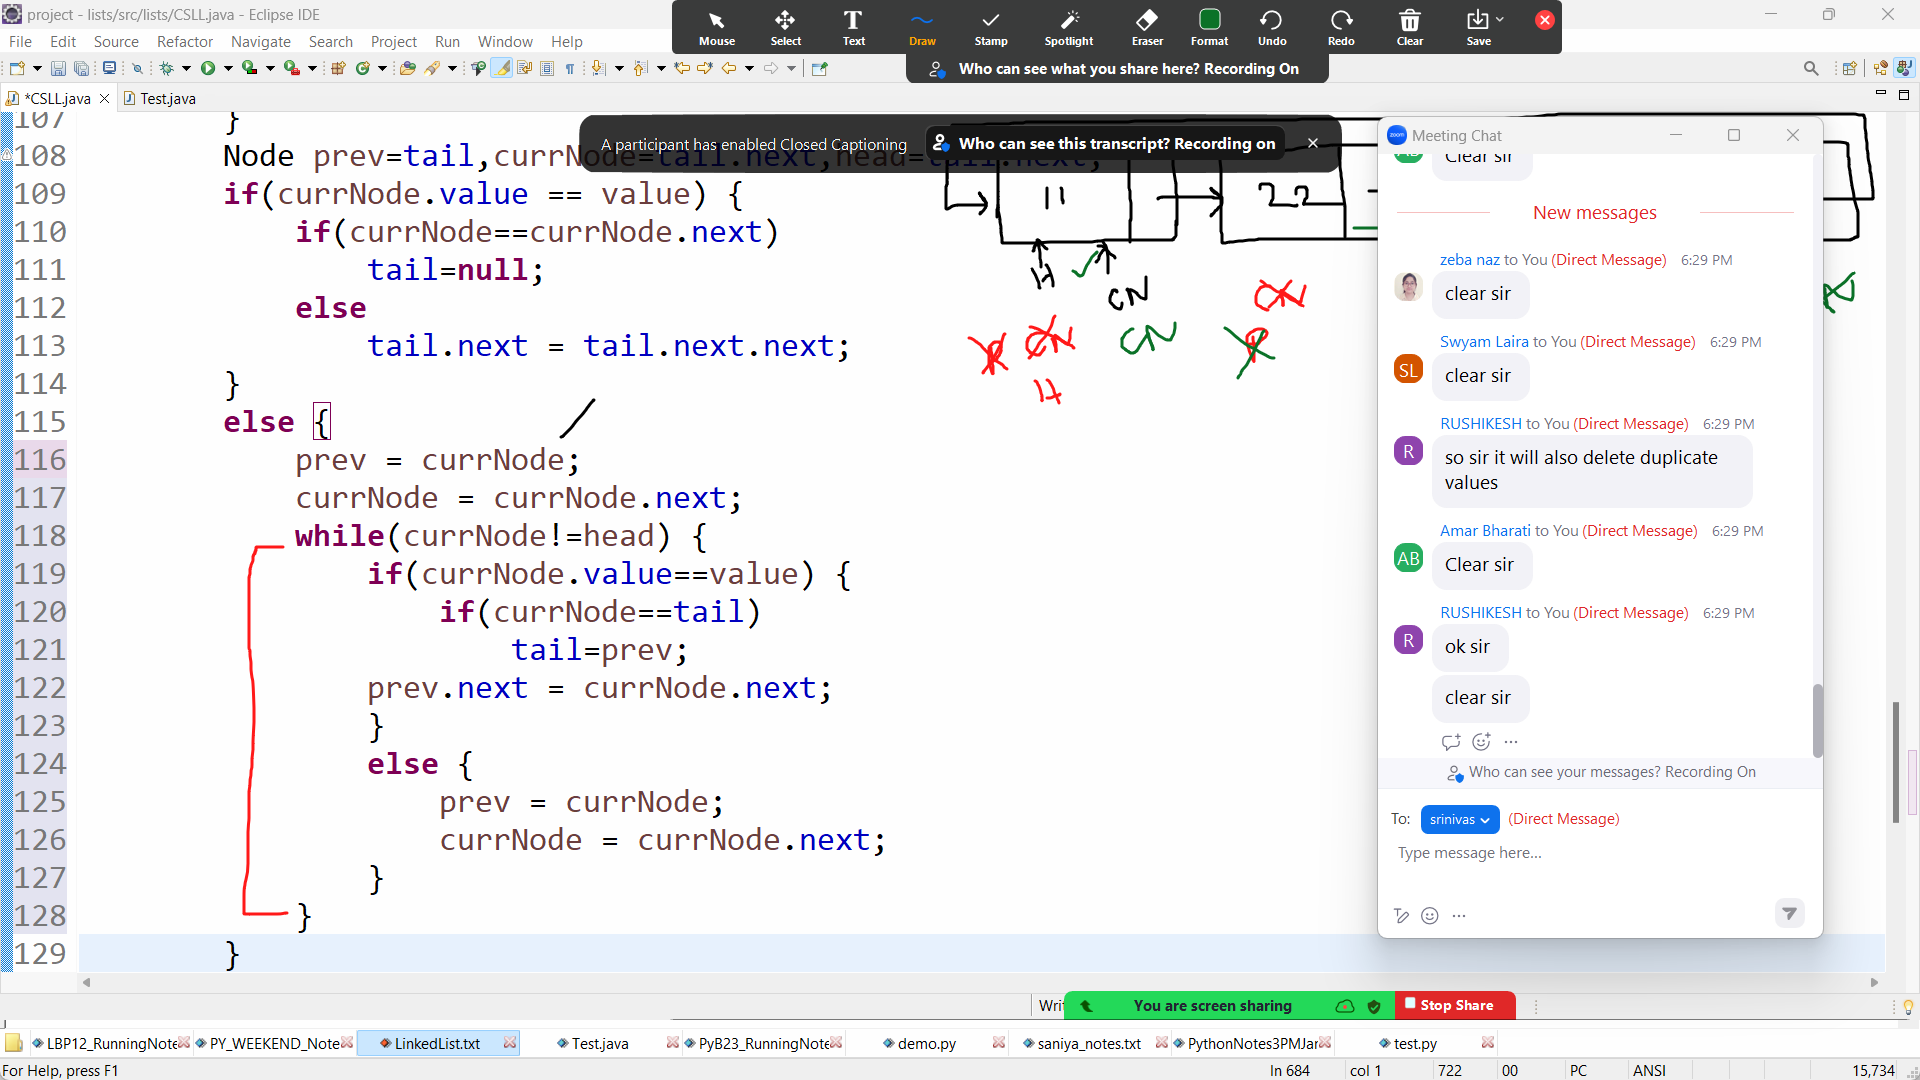 project - lists/src/lists/CSLL.java - Eclipse IDE
File Edit Source Refactor Navigate Search Project Run Window Help
Mouse Select Text Draw Stamp Spotlight Eraser Format Undo Redo Clear Save
Who can see what you share here? Recording On
*CSLL.java Test.java
A participant has enabled Closed Captioning Who can see this transcript? Recording on
107 }
108 Node prev=tail,currNode=tail.next,head=tail.next;
109 if(currNode.value == value) {
110 if(currNode==currNode.next)
111 tail=null;
112 else
113 tail.next = tail.next.next;
114 }
115 else {
116 prev = currNode;
117 currNode = currNode.next;
118 while(currNode!=head) {
119 if(currNode.value==value) {
120 if(currNode==tail)
121 tail=prev;
122 prev.next = currNode.next;
123 }
124 else {
125 prev = currNode;
126 currNode = currNode.next;
127 }
128 }
129 }
11 22
H CN
CN
CN CN P
H
Meeting Chat
Clear sir
New messages
zeba naz to You (Direct Message) 6:29 PM
clear sir
Swyam Laira to You (Direct Message) 6:29 PM
SL clear sir
RUSHIKESH to You (Direct Message) 6:29 PM
R so sir it will also delete duplicate
values
Amar Bharati to You (Direct Message) 6:29 PM
AB Clear sir
RUSHIKESH to You (Direct Message) 6:29 PM
R ok sir
clear sir
Who can see your messages? Recording On
To: srinivas (Direct Message)
Type message here...
You are screen sharing Stop Share
LBP12_RunningNote PY_WEEKEND_Note LinkedList.txt Test.java PyB23_RunningNote demo.py saniya_notes.txt PythonNotes3PMJar test.py
For Help, press F1 ln 684 col 1 722 00 PC ANSI 15,734